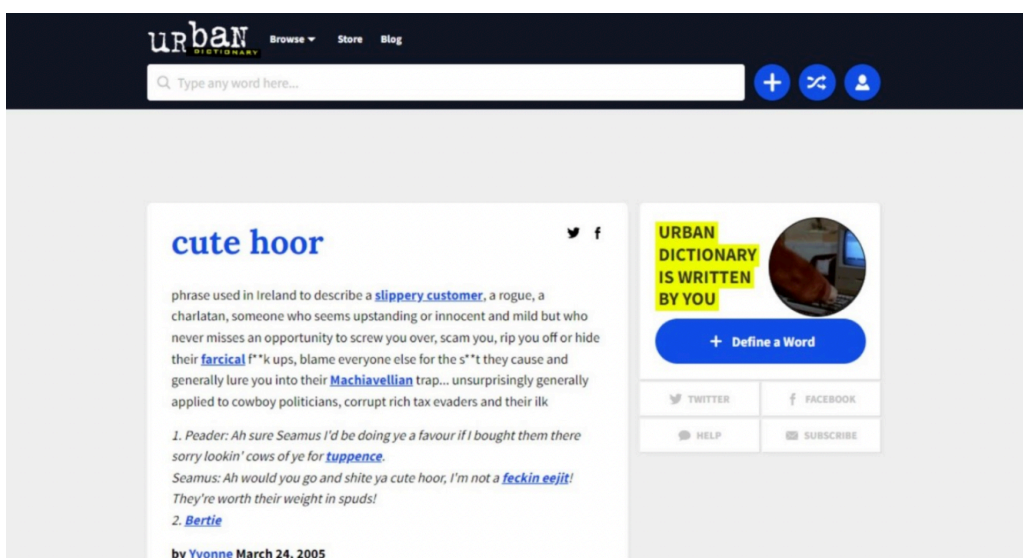 urban
DICTIONARY
Browse
Store
Blog
Type any word here...
cute hoor
phrase used in Ireland to describe a slippery customer, a rogue, a
charlatan, someone who seems upstanding or innocent and mild but who
never misses an opportunity to screw you over, scam you, rip you off or hide
their farcical f**k ups, blame everyone else for the s**t they cause and
generally lure you into their Machiavellian trap... unsurprisingly generally
applied to cowboy politicians, corrupt rich tax evaders and their ilk
1. Peader: Ah sure Seamus I'd be doing ye a favour if I bought them there
sorry lookin' cows of ye for tuppence.
Seamus: Ah would you go and shite ya cute hoor, I'm not a feckin eejit!
They're worth their weight in spuds!
2. Bertie
by Yvonne March 24, 2005
URBAN
DICTIONARY
IS WRITTEN
BY YOU
+ Define a Word
TWITTER
FACEBOOK
HELP
SUBSCRIBE